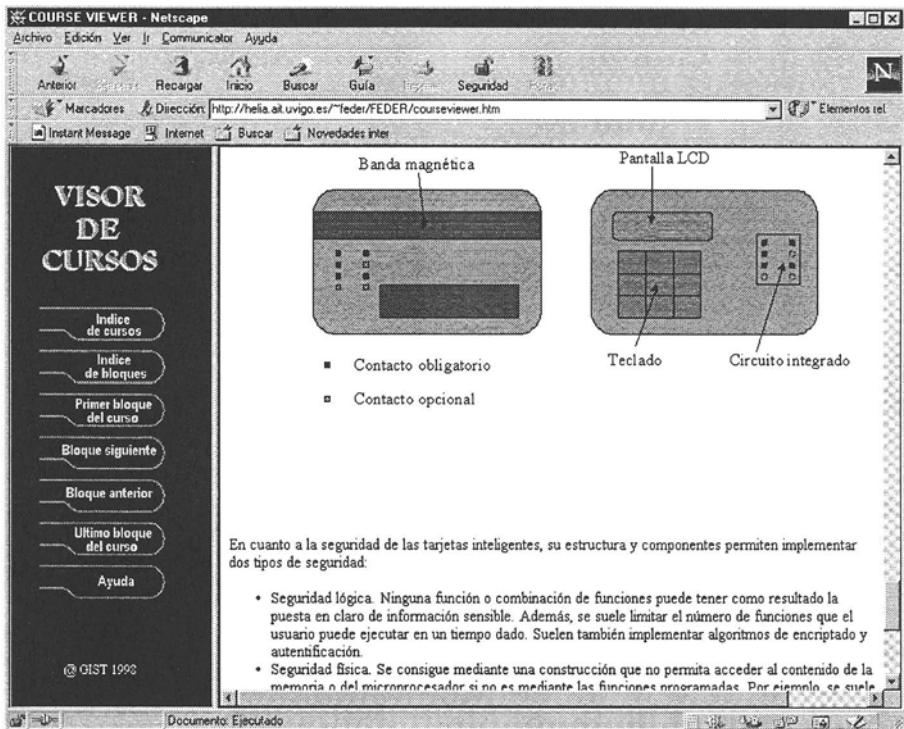 COURSE VIEWER - Netscape
Archivo Edición Ver Ir Communicator Ayuda
Anterior Recargar Inicio Buscar Guía Imprimir Seguridad
N
Marcadores Dirección: http://helia.ait.uvigo.es/~feder/FEDER/courseviewer.htm Elementos rel
Instant Message Internet Buscar Novedades inter
VISOR
DE
CURSOS
Indice
de cursos
Indice
de bloques
Primer bloque
del curso
Bloque siguiente
Bloque anterior
Ultimo bloque
del curso
Ayuda
@ GIST 1998
Banda magnética
Pantalla LCD
Teclado
Circuito integrado
Contacto obligatorio
Contacto opcional
En cuanto a la seguridad de las tarjetas inteligentes, su estructura y componentes permiten implementar
dos tipos de seguridad:
• Seguridad lógica. Ninguna función o combinación de funciones puede tener como resultado la
puesta en claro de información sensible. Además, se suele limitar el número de funciones que el
usuario puede ejecutar en un tiempo dado. Suelen también implementar algoritmos de encriptado y
autentificación.
• Seguridad física. Se consigue mediante una construcción que no permita acceder al contenido de la
memoria o del microprocesador si no es mediante las funciones programadas. Por ejemplo, se suele
Documento: Ejecutado